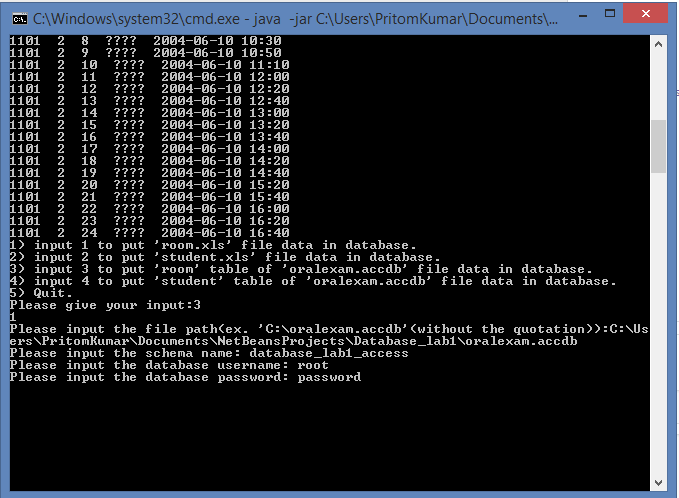 C:\Windows\system32\cmd.exe - java -jar C:\Users\PritomKumar\Documents\...
1101 2 8 ???? 2004-06-10 10:30
1101 2 9 ???? 2004-06-10 10:50
1101 2 10 ???? 2004-06-10 11:10
1101 2 11 ???? 2004-06-10 12:00
1101 2 12 ???? 2004-06-10 12:20
1101 2 13 ???? 2004-06-10 12:40
1101 2 14 ???? 2004-06-10 13:00
1101 2 15 ???? 2004-06-10 13:20
1101 2 16 ???? 2004-06-10 13:40
1101 2 17 ???? 2004-06-10 14:00
1101 2 18 ???? 2004-06-10 14:20
1101 2 19 ???? 2004-06-10 14:40
1101 2 20 ???? 2004-06-10 15:20
1101 2 21 ???? 2004-06-10 15:40
1101 2 22 ???? 2004-06-10 16:00
1101 2 23 ???? 2004-06-10 16:20
1101 2 24 ???? 2004-06-10 16:40
1) input 1 to put 'room.xls' file data in database.
2) input 2 to put 'student.xls' file data in database.
3) input 3 to put 'room' table of 'oralexam.accdb' file data in database.
4) input 4 to put 'student' table of 'oralexam.accdb' file data in database.
5) Quit.
Please give your input:3
1
Please input the file path(ex. 'C:\oralexam.accdb'(without the quotation)):C:\Us
ers\PritomKumar\Documents\NetBeansProjects\Database_lab1\oralexam.accdb
Please input the schema name: database_lab1_access
Please input the database username: root
Please input the database password: password